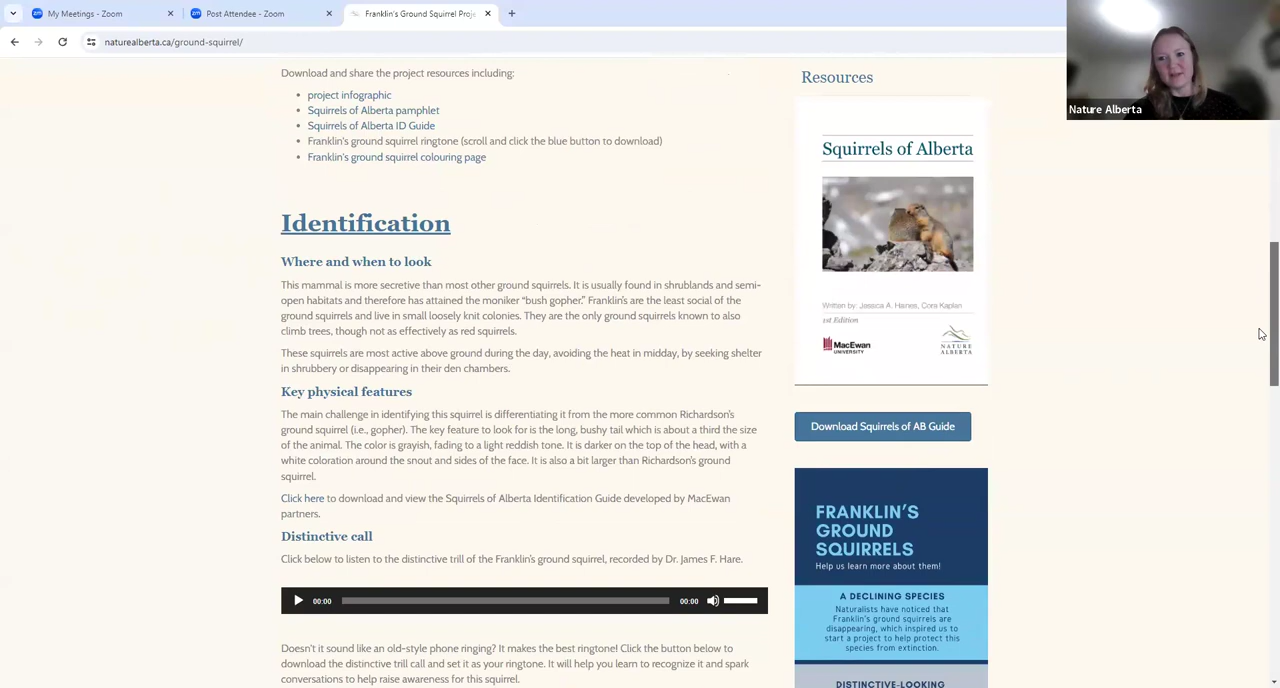 My Meetings - Zoom
Post Attendee - Zoom
Franklin's Ground Squirrel Proj
naturealberta.ca/ground-squirrel/
Nature Alberta
Download and share the project resources including:
project infographic
Squirrels of Alberta pamphlet
Squirrels of Alberta ID Guide
Franklin's ground squirrel ringtone (scroll and click the blue button to download)
Franklin's ground squirrel colouring page
Identification
Where and when to look
This mammal is more secretive than most other ground squirrels. It is usually found in shrublands and semi-
open habitats and therefore has attained the moniker "bush gopher." Franklin's are the least social of the
ground squirrels and live in small loosely knit colonies. They are the only ground squirrels known to also
climb trees, though not as effectively as red squirrels.
These squirrels are most active above ground during the day, avoiding the heat in midday, by seeking shelter
in shrubbery or disappearing in their den chambers.
Key physical features
The main challenge in identifying this squirrel is differentiating it from the more common Richardson's
ground squirrel (i.e., gopher). The key feature to look for is the long, bushy tail which is about a third the size
of the animal. The color is grayish, fading to a light reddish tone. It is darker on the top of the head, with a
white coloration around the snout and sides of the face. It is also a bit larger than Richardson's ground
squirrel.
Click here to download and view the Squirrels of Alberta Identification Guide developed by MacEwan
partners.
Distinctive call
Click below to listen to the distinctive trill of the Franklin's ground squirrel, recorded by Dr. James F. Hare.
00:00
00:00
Doesn't it sound like an old-style phone ringing? It makes the best ringtone! Click the button below to
download the distinctive trill call and set it as your ringtone. It will help you learn to recognize it and spark
conversations to help raise awareness for this squirrel.
Resources
Squirrels of Alberta
Written by: Jessica A. Haines, Cora Kaplan
1st Edition
MacEwan
UNIVERSITY
NATURE
ALBERTA
Download Squirrels of AB Guide
FRANKLIN'S
GROUND
SQUIRRELS
Help us learn more about them!
A DECLINING SPECIES
Naturalists have noticed that
Franklin's ground squirrels are
disappearing, which inspired us to
start a project to help protect this
species from extinction.
DISTINCTIVE-LOOKING